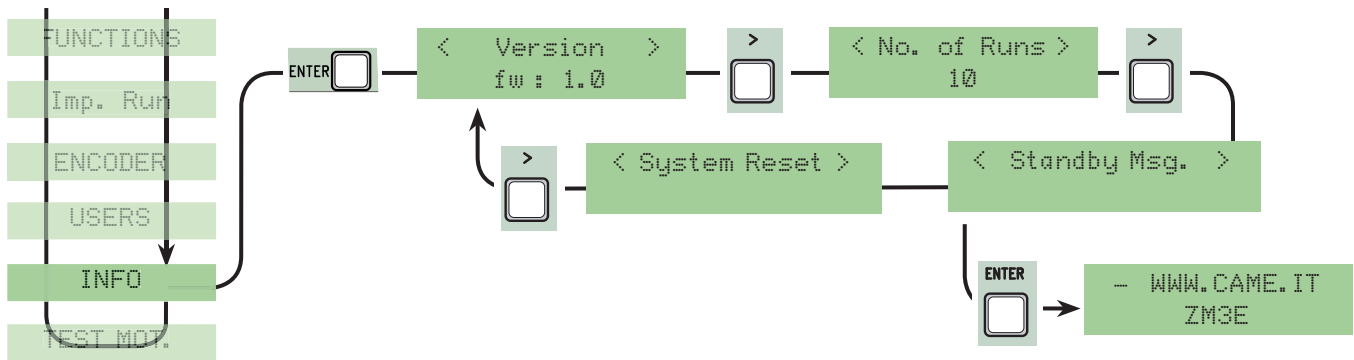 FUNCTIONS
Imp. Run
ENCODER
USERS
INFO
TEST MOT.
ENTER
< Version >
fw : 1.0
>
< No. of Runs >
10
>
< Standby Msg. >
< System Reset >
>
ENTER
– WWW.CAME.IT
ZM3E